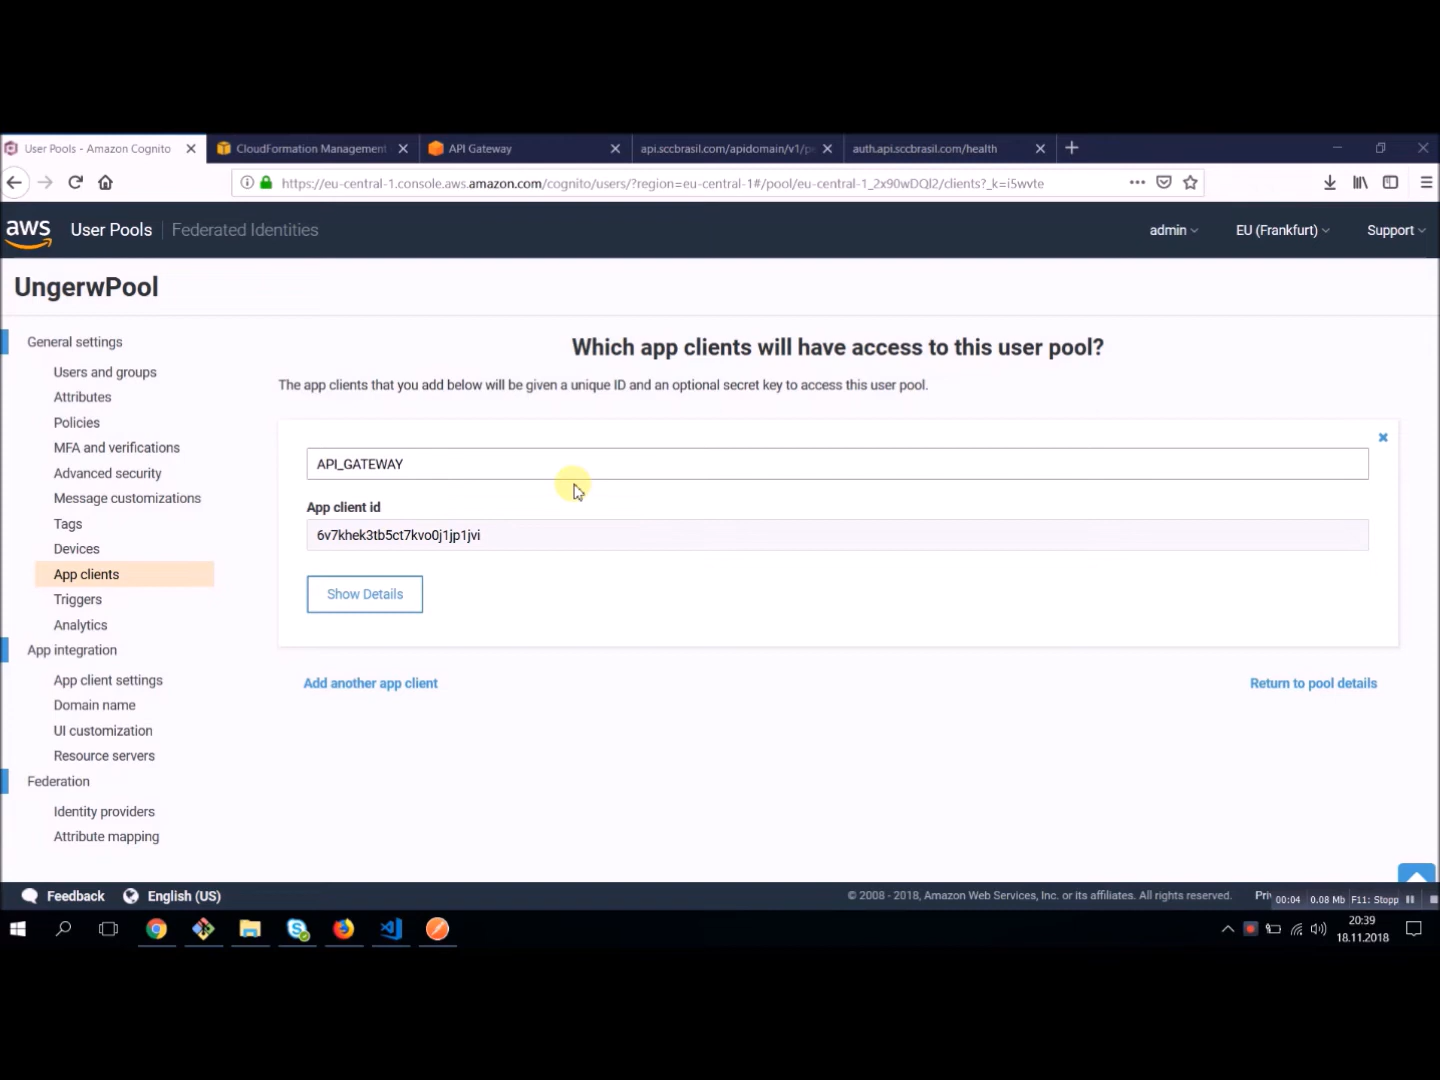 User Pools - Amazon Cognito
CloudFormation Management
API Gateway
api.sccbrasil.com/apidomain/v1/p
auth.api.sccbrasil.com/health
https://eu-central-1.console.aws.amazon.com/cognito/users/?region=eu-central-1#/pool/eu-central-1_2x90wDQl2/clients?_k=i5wvte
aws User Pools Federated Identities admin EU (Frankfurt) Support
UngerwPool
General settings
Users and groups
Attributes
Policies
MFA and verifications
Advanced security
Message customizations
Tags
Devices
App clients
Triggers
Analytics
App integration
App client settings
Domain name
UI customization
Resource servers
Federation
Identity providers
Attribute mapping
Which app clients will have access to this user pool?
The app clients that you add below will be given a unique ID and an optional secret key to access this user pool.
API_GATEWAY
App client id
6v7khek3tb5ct7kvo0j1jp1jvi
Show Details
Add another app client
Return to pool details
Feedback English (US) © 2008 - 2018, Amazon Web Services, Inc. or its affiliates. All rights reserved. Pri
00:04 0.08 Mb F11: Stopp
20:39
18.11.2018